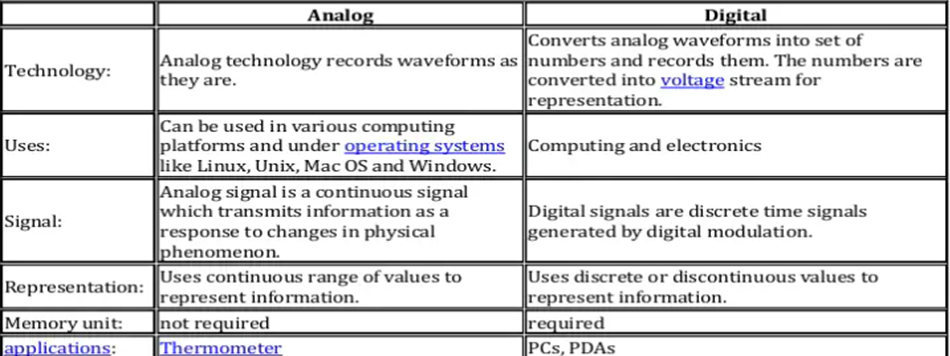 Analog Digital
Technology: Analog technology records waveforms as they are. Converts analog waveforms into set of numbers and records them. The numbers are converted into voltage stream for representation.
Uses: Can be used in various computing platforms and under operating systems like Linux, Unix, Mac OS and Windows. Computing and electronics
Signal: Analog signal is a continuous signal which transmits information as a response to changes in physical phenomenon. Digital signals are discrete time signals generated by digital modulation.
Representation: Uses continuous range of values to represent information. Uses discrete or discontinuous values to represent information.
Memory unit: not required required
applications: Thermometer PCs, PDAs